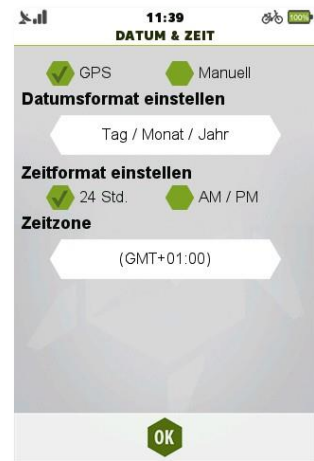 11:39
100%
DATUM & ZEIT
GPS Manuell
Datumsformat einstellen
Tag / Monat / Jahr
Zeitformat einstellen
24 Std. AM / PM
Zeitzone
(GMT+01:00)
OK